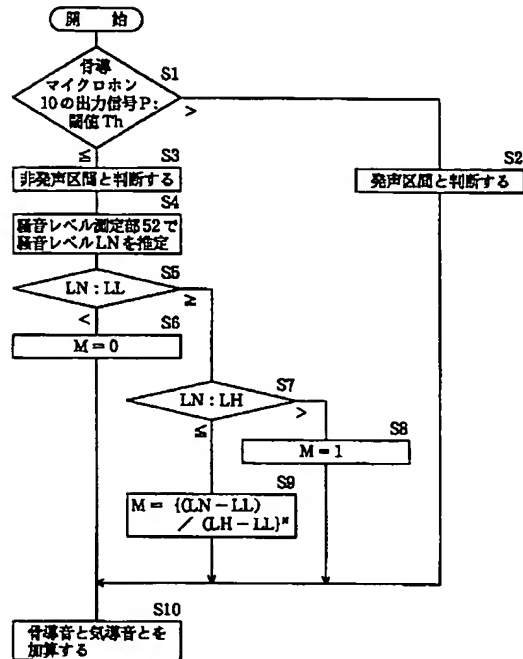 開 始
S1
骨導
マイクロホン
10の出力信号P:
閾値Th
>
≦
S3
非発声区間と判断する
S2
発声区間と判断する
S4
騒音レベル測定部52で
騒音レベルLNを推定
S5
LN:LL
≧
<
S6
M=0
S7
LN:LH
>
≦
S8
M=1
S9
M= {(LN-LL)
/ (LH-LL)}ᴺ
S10
骨導音と気導音とを
加算する